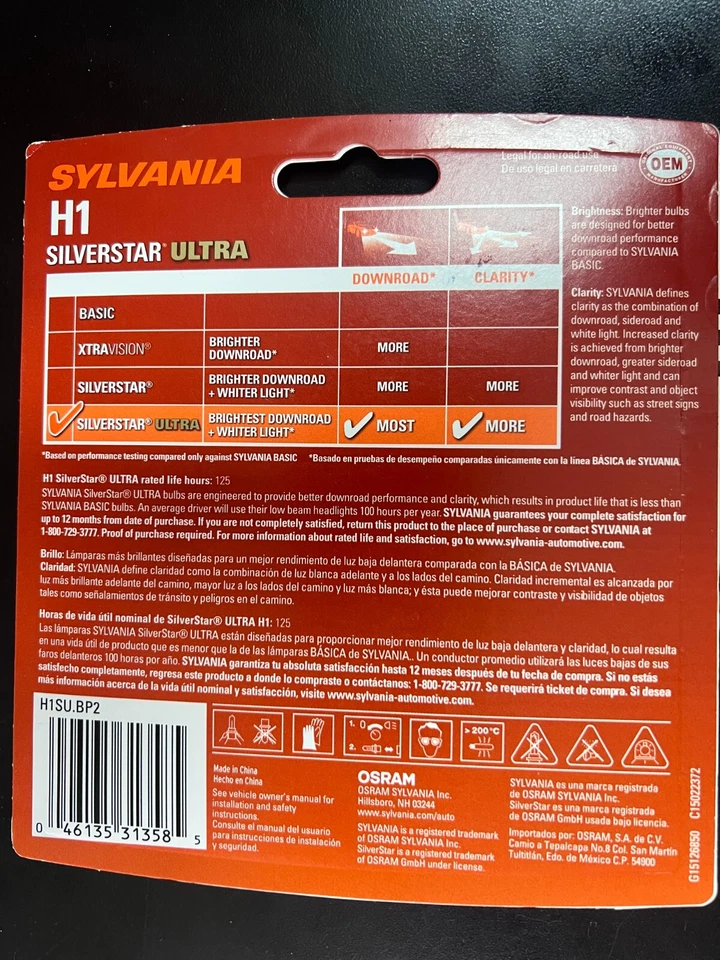 SYLVANIA
H1
SILVERSTAR® ULTRA
Legal for on-road use
De uso legal en carretera
OEM
DOWNROAD* CLARITY*
BASIC
XTRAVISION® BRIGHTER DOWNROAD* MORE
SILVERSTAR® BRIGHTER DOWNROAD + WHITER LIGHT* MORE MORE
SILVERSTAR® ULTRA BRIGHTEST DOWNROAD + WHITER LIGHT* MOST MORE
Brightness: Brighter bulbs
are designed for better
downroad performance
compared to SYLVANIA
BASIC.
Clarity: SYLVANIA defines
clarity as the combination of
downroad, sideroad and
white light. Increased clarity
is achieved from brighter
downroad, greater sideroad
and whiter light and can
improve contrast and object
visibility such as street signs
and road hazards.
*Based on performance testing compared only against SYLVANIA BASIC *Basado en pruebas de desempeño comparadas únicamente con la línea BÁSICA de SYLVANIA.
H1 SilverStar® ULTRA rated life hours: 125
SYLVANIA SilverStar® ULTRA bulbs are engineered to provide better downroad performance and clarity, which results in product life that is less than
SYLVANIA BASIC bulbs. An average driver will use their low beam headlights 100 hours per year. SYLVANIA guarantees your complete satisfaction for
up to 12 months from date of purchase. If you are not completely satisfied, return this product to the place of purchase or contact SYLVANIA at
1-800-729-3777. Proof of purchase required. For more information about rated life and satisfaction, go to www.sylvania-automotive.com.
Brillo: Lámparas más brillantes diseñadas para un mejor rendimiento de luz baja delantera comparada con la BÁSICA de SYLVANIA.
Claridad: SYLVANIA define claridad como la combinación de luz blanca adelante y a los lados del camino. Claridad incremental es alcanzada por
luz más brillante adelante del camino, mayor luz a los lados del camino y luz más blanca; y ésta puede mejorar contraste y visibilidad de objetos
tales como señalamientos de tránsito y peligros en el camino.
Horas de vida útil nominal de SilverStar® ULTRA H1: 125
Las lámparas SYLVANIA SilverStar® ULTRA están diseñadas para proporcionar mejor rendimiento de luz baja delantera y claridad, lo cual resulta
en una vida útil de producto que es menor que la de las lámparas BÁSICA de SYLVANIA.. Un conductor promedio utilizará las luces bajas de sus
faros delanteros 100 horas por año. SYLVANIA garantiza tu absoluta satisfacción hasta 12 meses después de tu fecha de compra. Si no estás
satisfecho completamente, regresa este producto a donde lo compraste o contáctanos: 1-800-729-3777. Se requerirá ticket de compra. Si desea
más información acerca de la vida útil nominal y satisfacción, visite www.sylvania-automotive.com.
H1SU.BP2
0 46135 31358 5
1. 0
2.
> 200 °C
Made in China
Hecho en China
See vehicle owner's manual for
installation and safety
instructions.
Consulte el manual del usuario
para instrucciones de instalación
y seguridad.
OSRAM
OSRAM SYLVANIA Inc.
Hillsboro, NH 03244
www.sylvania.com/auto
SYLVANIA is a registered trademark
of OSRAM SYLVANIA Inc.
SilverStar is a registered trademark
of OSRAM GmbH under license.
SYLVANIA es una marca registrada
de OSRAM SYLVANIA Inc.
SilverStar es una marca registrada
de OSRAM GmbH usada bajo licencia.
Importados por: OSRAM, S.A. de C.V.
Camio a Tepalcapa No.8 Col. San Martín
Tultitlán, Edo. de México C.P. 54900
G15126850 C15022372